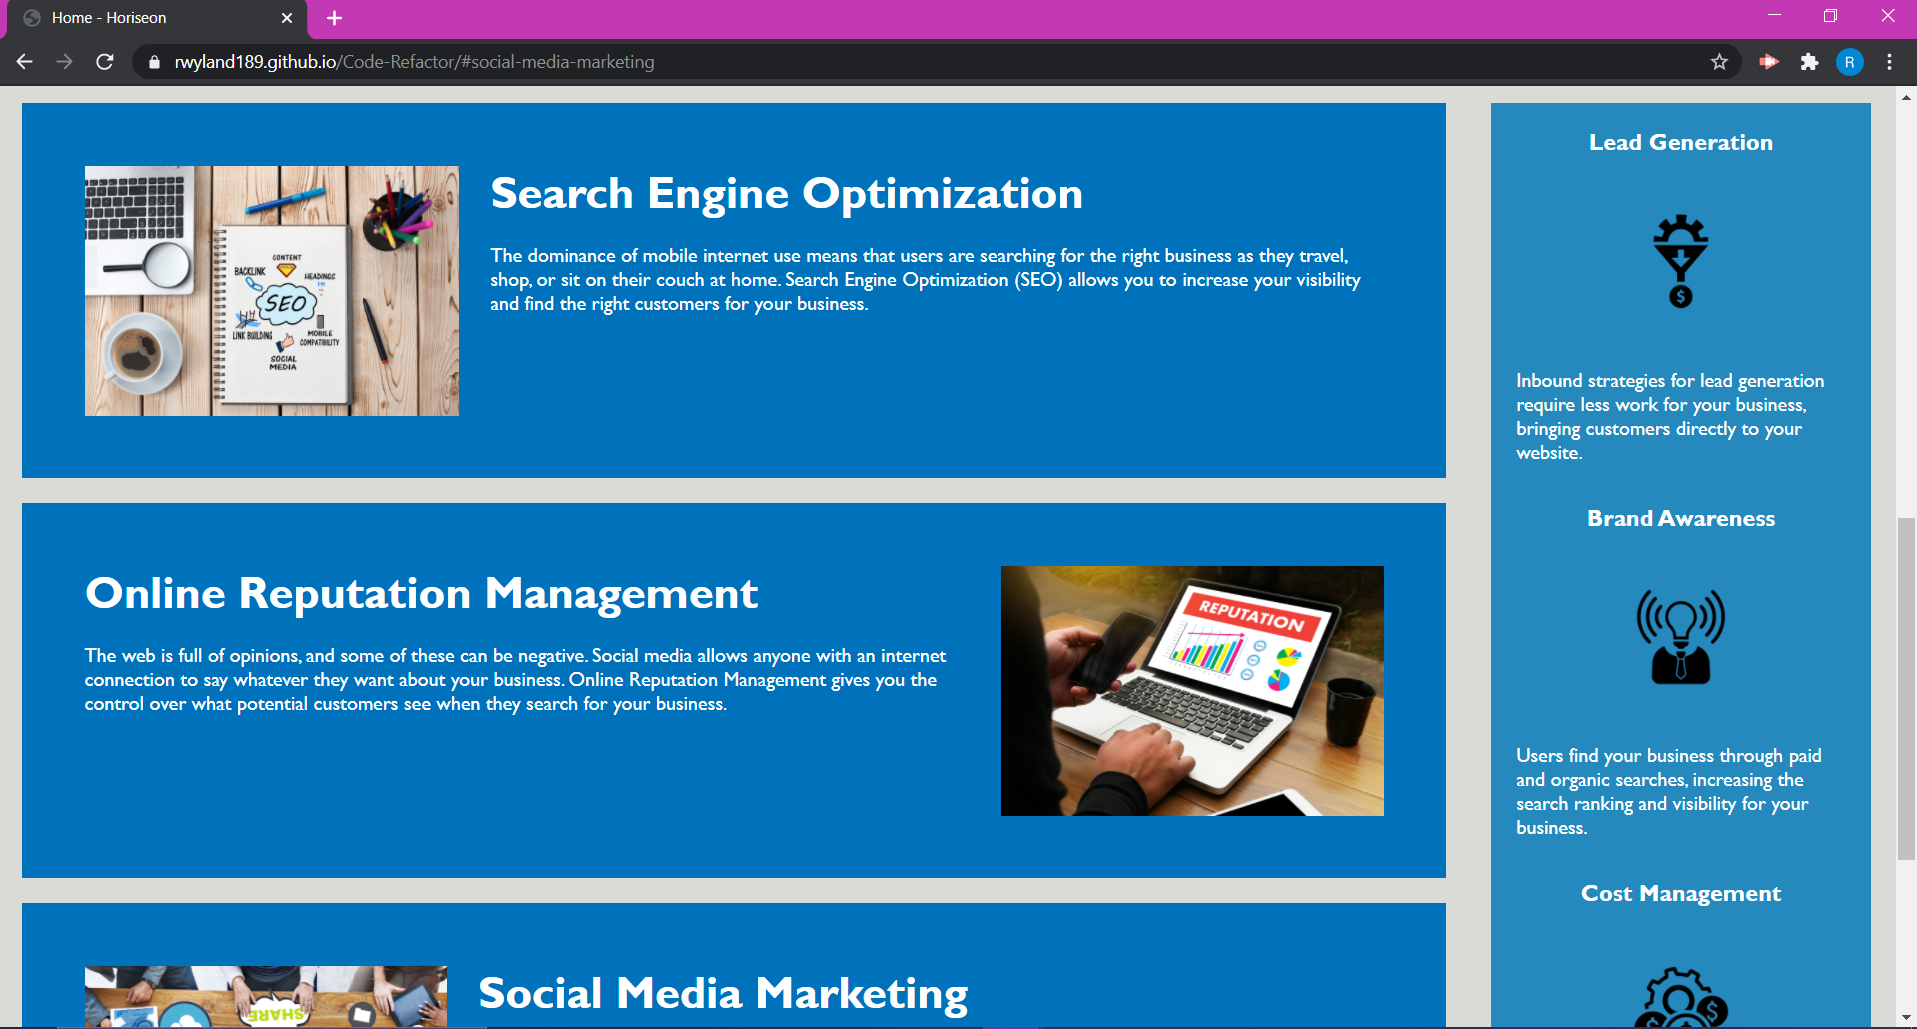 Home - Horiseon
rwyland189.github.io/Code-Refactor/#social-media-marketing
R
Search Engine Optimization
The dominance of mobile internet use means that users are searching for the right business as they travel,
shop, or sit on their couch at home. Search Engine Optimization (SEO) allows you to increase your visibility
and find the right customers for your business.
CONTENT
BACKLINK
HEADINGS
SEO
LINK BUILDING
MOBILE
COMPATIBILITY
SOCIAL
MEDIA
Online Reputation Management
The web is full of opinions, and some of these can be negative. Social media allows anyone with an internet
connection to say whatever they want about your business. Online Reputation Management gives you the
control over what potential customers see when they search for your business.
REPUTATION
Social Media Marketing
SHARE
Lead Generation
$
Inbound strategies for lead generation
require less work for your business,
bringing customers directly to your
website.
Brand Awareness
Users find your business through paid
and organic searches, increasing the
search ranking and visibility for your
business.
Cost Management
$
$